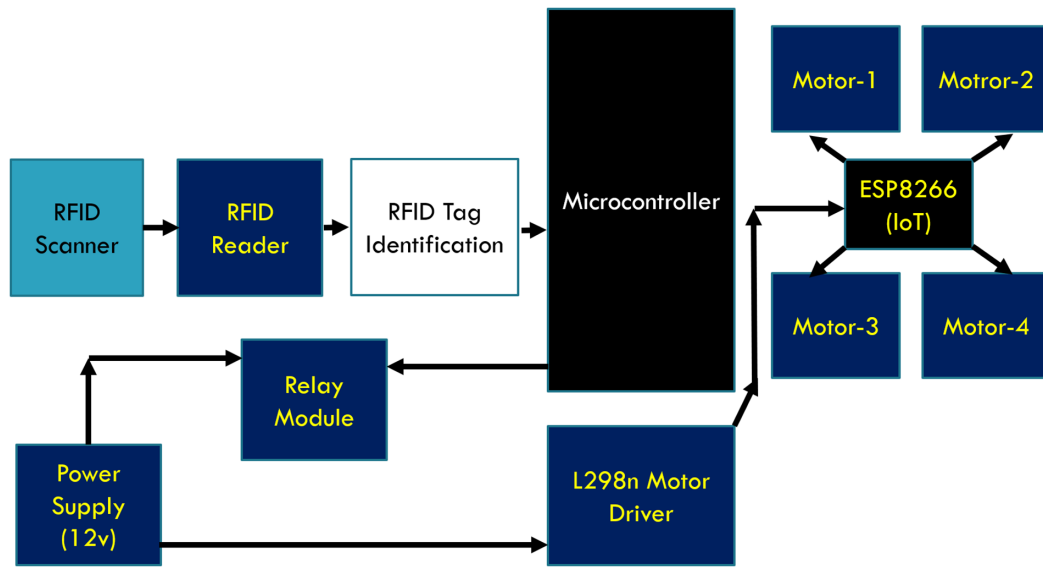 Motor-1
Motror-2
RFID
Scanner
RFID
Reader
RFID Tag
Identification
Microcontroller
ESP8266
(IoT)
Motor-3
Motor-4
Relay
Module
Power
Supply
(12v)
L298n Motor
Driver